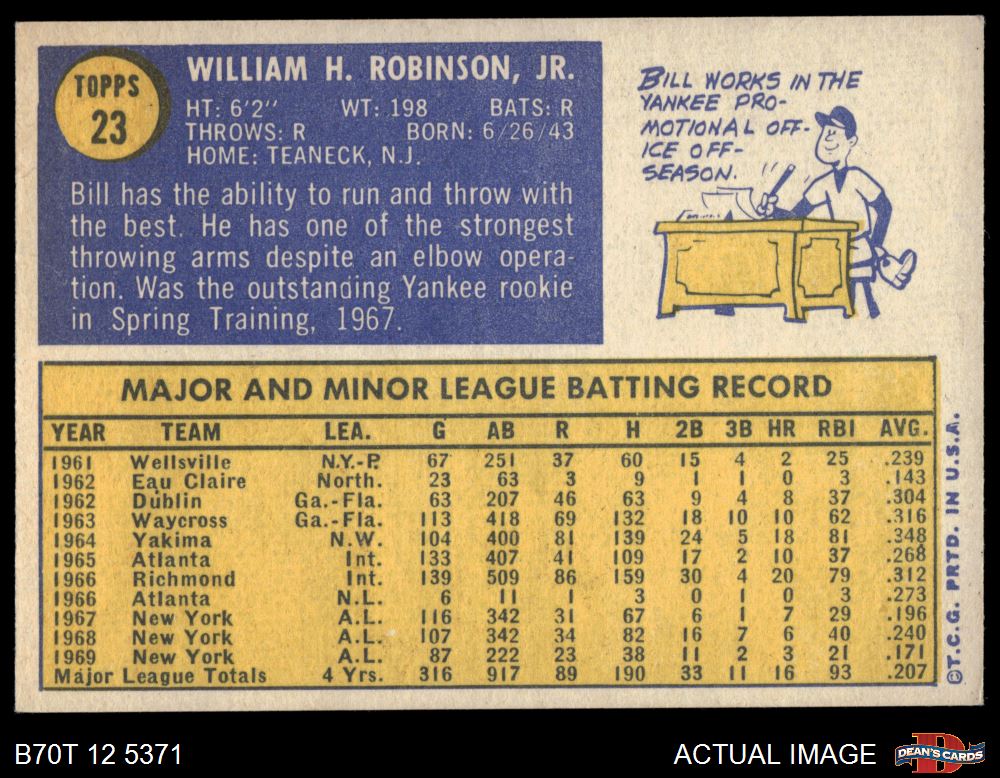 TOPPS
23
WILLIAM H. ROBINSON, JR.
HT: 6'2" WT: 198 BATS: R
THROWS: R BORN: 6/26/43
HOME: TEANECK, N.J.
Bill has the ability to run and throw with
the best. He has one of the strongest
throwing arms despite an elbow opera-
tion. Was the outstanding Yankee rookie
in Spring Training, 1967.
BILL WORKS IN THE
YANKEE PRO-
MOTIONAL OFF-
ICE OFF-
SEASON.
MAJOR AND MINOR LEAGUE BATTING RECORD
YEAR TEAM LEA. G AB R H 2B 3B HR RBI AVG.
1961 Wellsville N.Y.-P. 67 251 37 60 15 4 2 25 .239
1962 Eau Claire North. 23 63 3 9 1 1 0 3 .143
1962 Dublin Ga.-Fla. 63 207 46 63 9 4 8 37 .304
1963 Waycross Ga.-Fla. 113 418 69 132 18 10 10 62 .316
1964 Yakima N.W. 104 400 81 139 24 5 18 81 .348
1965 Atlanta Int. 133 407 41 109 17 2 10 37 .268
1966 Richmond Int. 139 509 86 159 30 4 20 79 .312
1966 Atlanta N.L. 6 11 1 3 0 1 0 3 .273
1967 New York A.L. 116 342 31 67 6 1 7 29 .196
1968 New York A.L. 107 342 34 82 16 7 6 40 .240
1969 New York A.L. 87 222 23 38 11 2 3 21 .171
Major League Totals 4 Yrs. 316 917 89 190 33 11 16 93 .207
©T.C.G. PRTD. IN U.S.A.
B70T 12 5371
ACTUAL IMAGE
DEAN'S CARDS